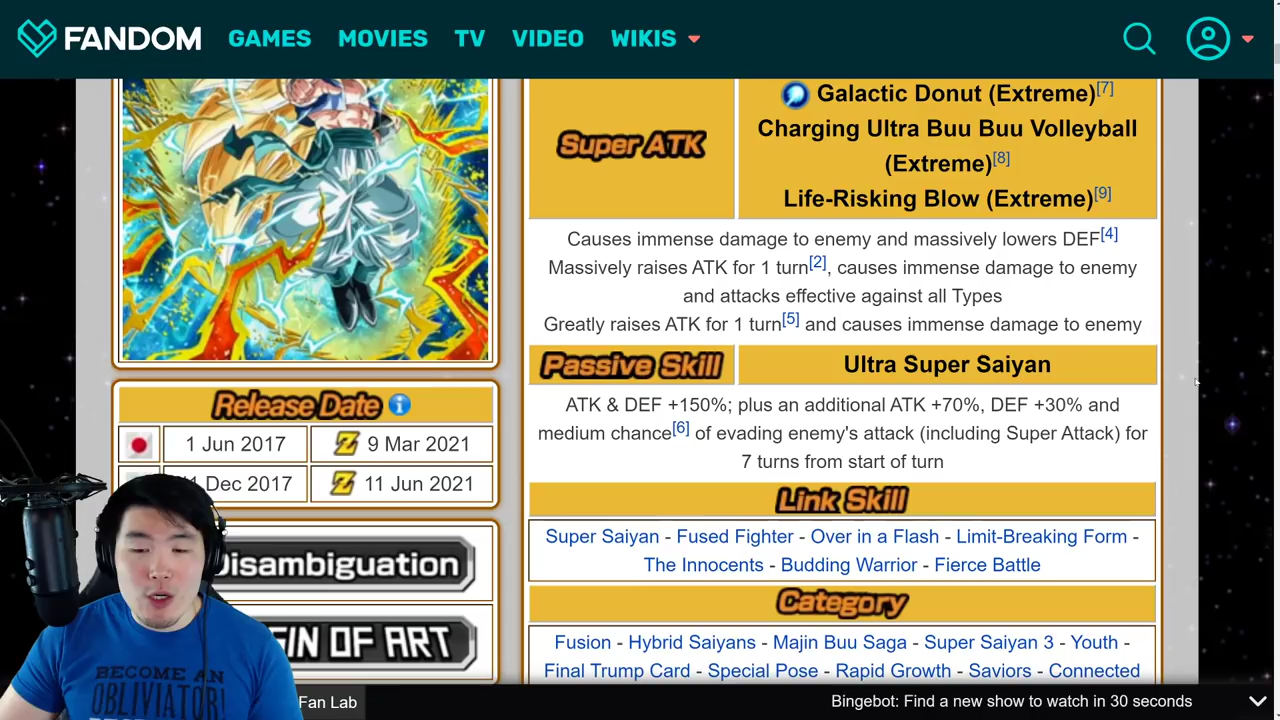 FANDOM GAMES MOVIES TV VIDEO WIKIS
Super ATK
Galactic Donut (Extreme)[7]
Charging Ultra Buu Buu Volleyball
(Extreme)[8]
Life-Risking Blow (Extreme)[9]
Causes immense damage to enemy and massively lowers DEF[4]
Massively raises ATK for 1 turn[2], causes immense damage to enemy
and attacks effective against all Types
Greatly raises ATK for 1 turn[5] and causes immense damage to enemy
Passive Skill
Ultra Super Saiyan
ATK & DEF +150%; plus an additional ATK +70%, DEF +30% and
medium chance[6] of evading enemy's attack (including Super Attack) for
7 turns from start of turn
Link Skill
Super Saiyan - Fused Fighter - Over in a Flash - Limit-Breaking Form -
The Innocents - Budding Warrior - Fierce Battle
Category
Fusion - Hybrid Saiyans - Majin Buu Saga - Super Saiyan 3 - Youth -
Final Trump Card - Special Pose - Rapid Growth - Saviors - Connected
Release Date i
1 Jun 2017 Z 9 Mar 2021
Dec 2017 Z 11 Jun 2021
Disambiguation
OF ART
BECOME AN
OBLIVIATOR!
Fan Lab
Bingebot: Find a new show to watch in 30 seconds